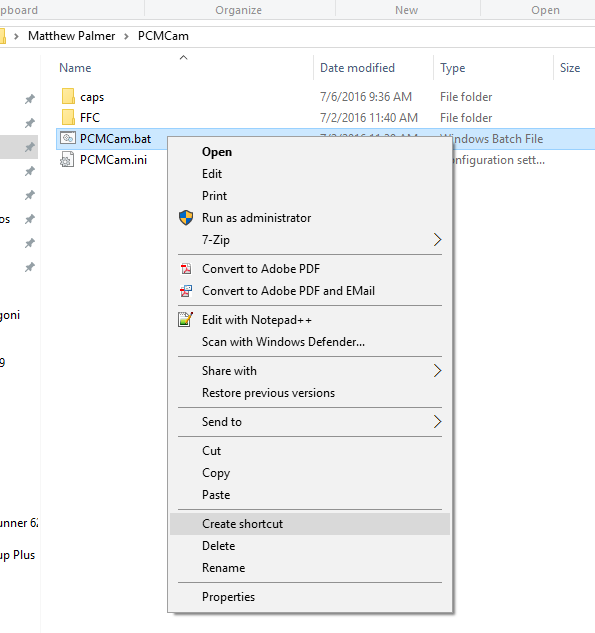 pboard Organize New Open
Matthew Palmer PCMCam
Name Date modified Type Size
caps 7/6/2016 9:36 AM File folder
FFC 7/2/2016 11:40 AM File folder
PCMCam.bat Windows Batch File
PCMCam.ini onfiguration sett...
Open
Edit
Print
Run as administrator
os
7-Zip
Convert to Adobe PDF
Convert to Adobe PDF and EMail
goni
Edit with Notepad++
Scan with Windows Defender...
9
Share with
Restore previous versions
Send to
Cut
Copy
Paste
unner 62
Create shortcut
Delete
up Plus
Rename
Properties